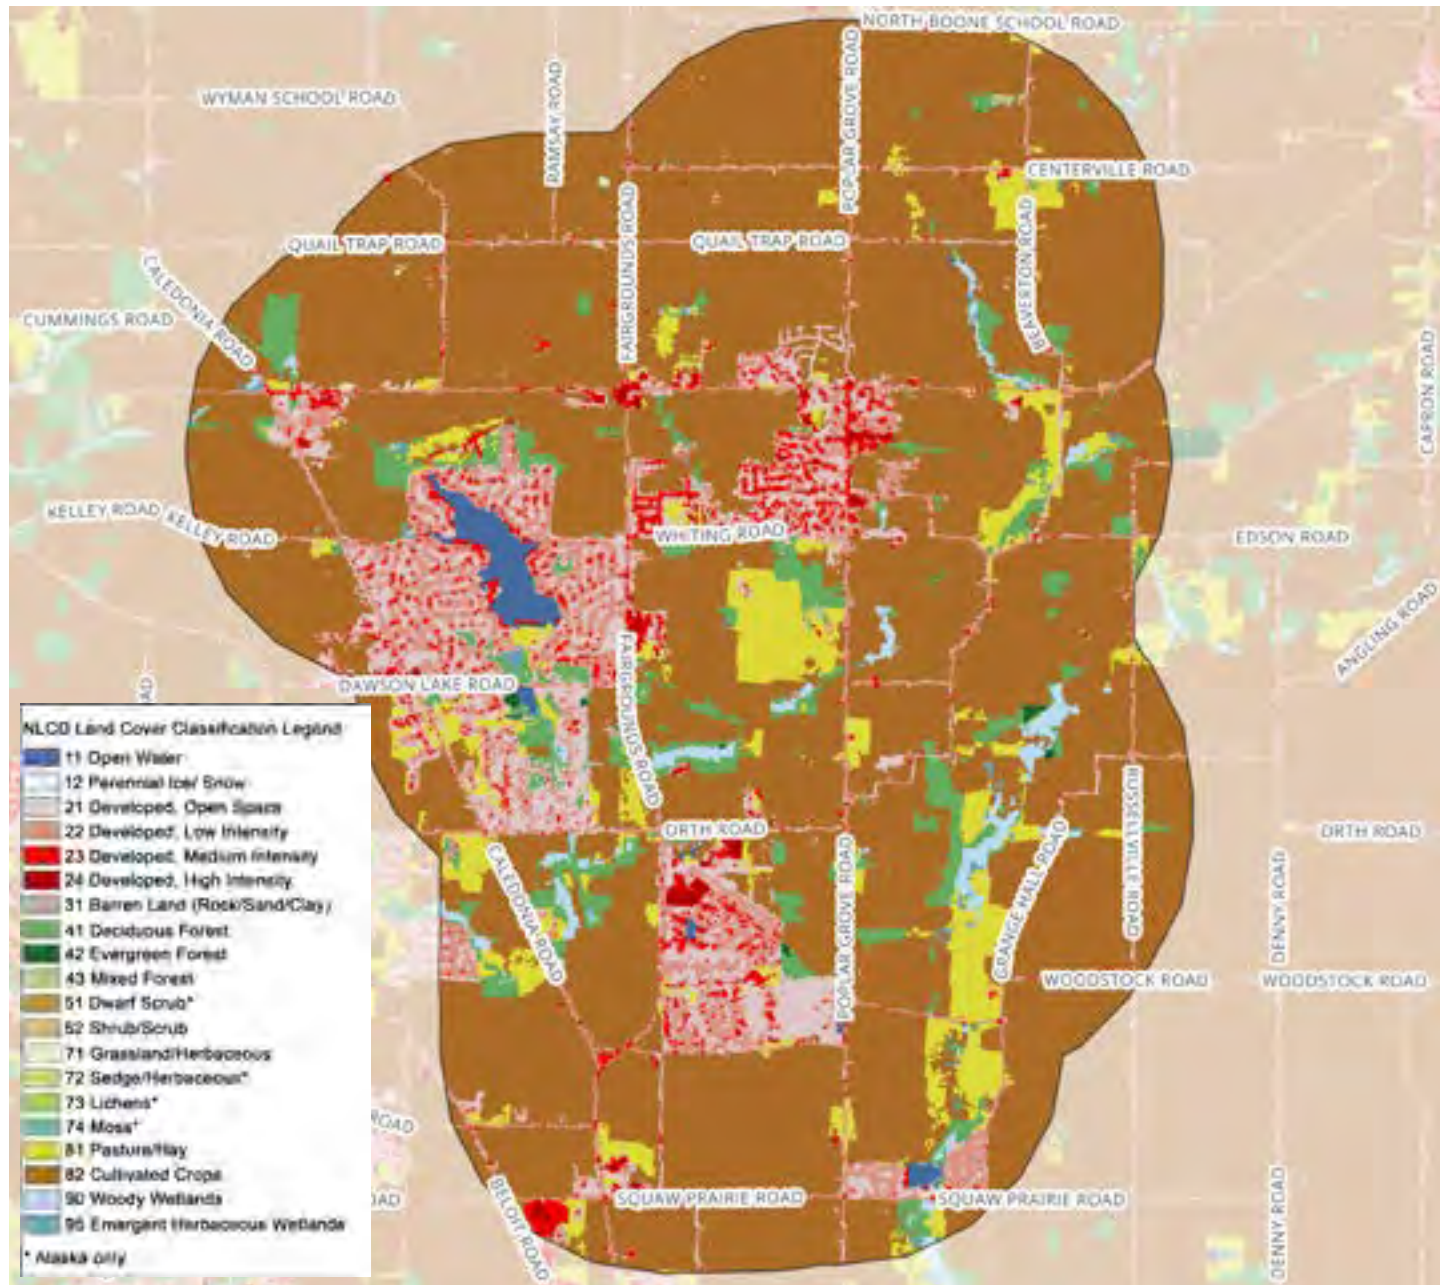 NORTH BOONE SCHOOL ROAD
WYMAN SCHOOL ROAD
RAMSAY ROAD
POPLAR GROVE ROAD
CENTERVILLE ROAD
FAIRGROUNDS ROAD
QUAIL TRAP ROAD
QUAIL TRAP ROAD
BEAVERTON ROAD
CALEDONIA ROAD
CUMMINGS ROAD
CAPRON ROAD
KELLEY ROAD
KELLEY ROAD
WHITING ROAD
EDSON ROAD
ANGLING ROAD
FAIRGROUNDS ROAD
DAWSON LAKE ROAD
ROAD
RUSSELLVILLE ROAD
ORTH ROAD
ORTH ROAD
CALEDONIA ROAD
POPLAR GROVE ROAD
GRANGE HALL ROAD
DENNY ROAD
WOODSTOCK ROAD
WOODSTOCK ROAD
ROAD
ROAD
BELOIT ROAD
SQUAW PRAIRIE ROAD
SQUAW PRAIRIE ROAD
DENNY ROAD
NLCD Land Cover Classification Legend
11 Open Water
12 Perennial Ice/ Snow
21 Developed, Open Space
22 Developed, Low Intensity
23 Developed, Medium Intensity
24 Developed, High Intensity
31 Barren Land (Rock/Sand/Clay)
41 Deciduous Forest
42 Evergreen Forest
43 Mixed Forest
51 Dwarf Scrub*
52 Shrub/Scrub
71 Grassland/Herbaceous
72 Sedge/Herbaceous*
73 Lichens*
74 Moss*
81 Pasture/Hay
82 Cultivated Crops
90 Woody Wetlands
95 Emergent Herbaceous Wetlands
* Alaska only